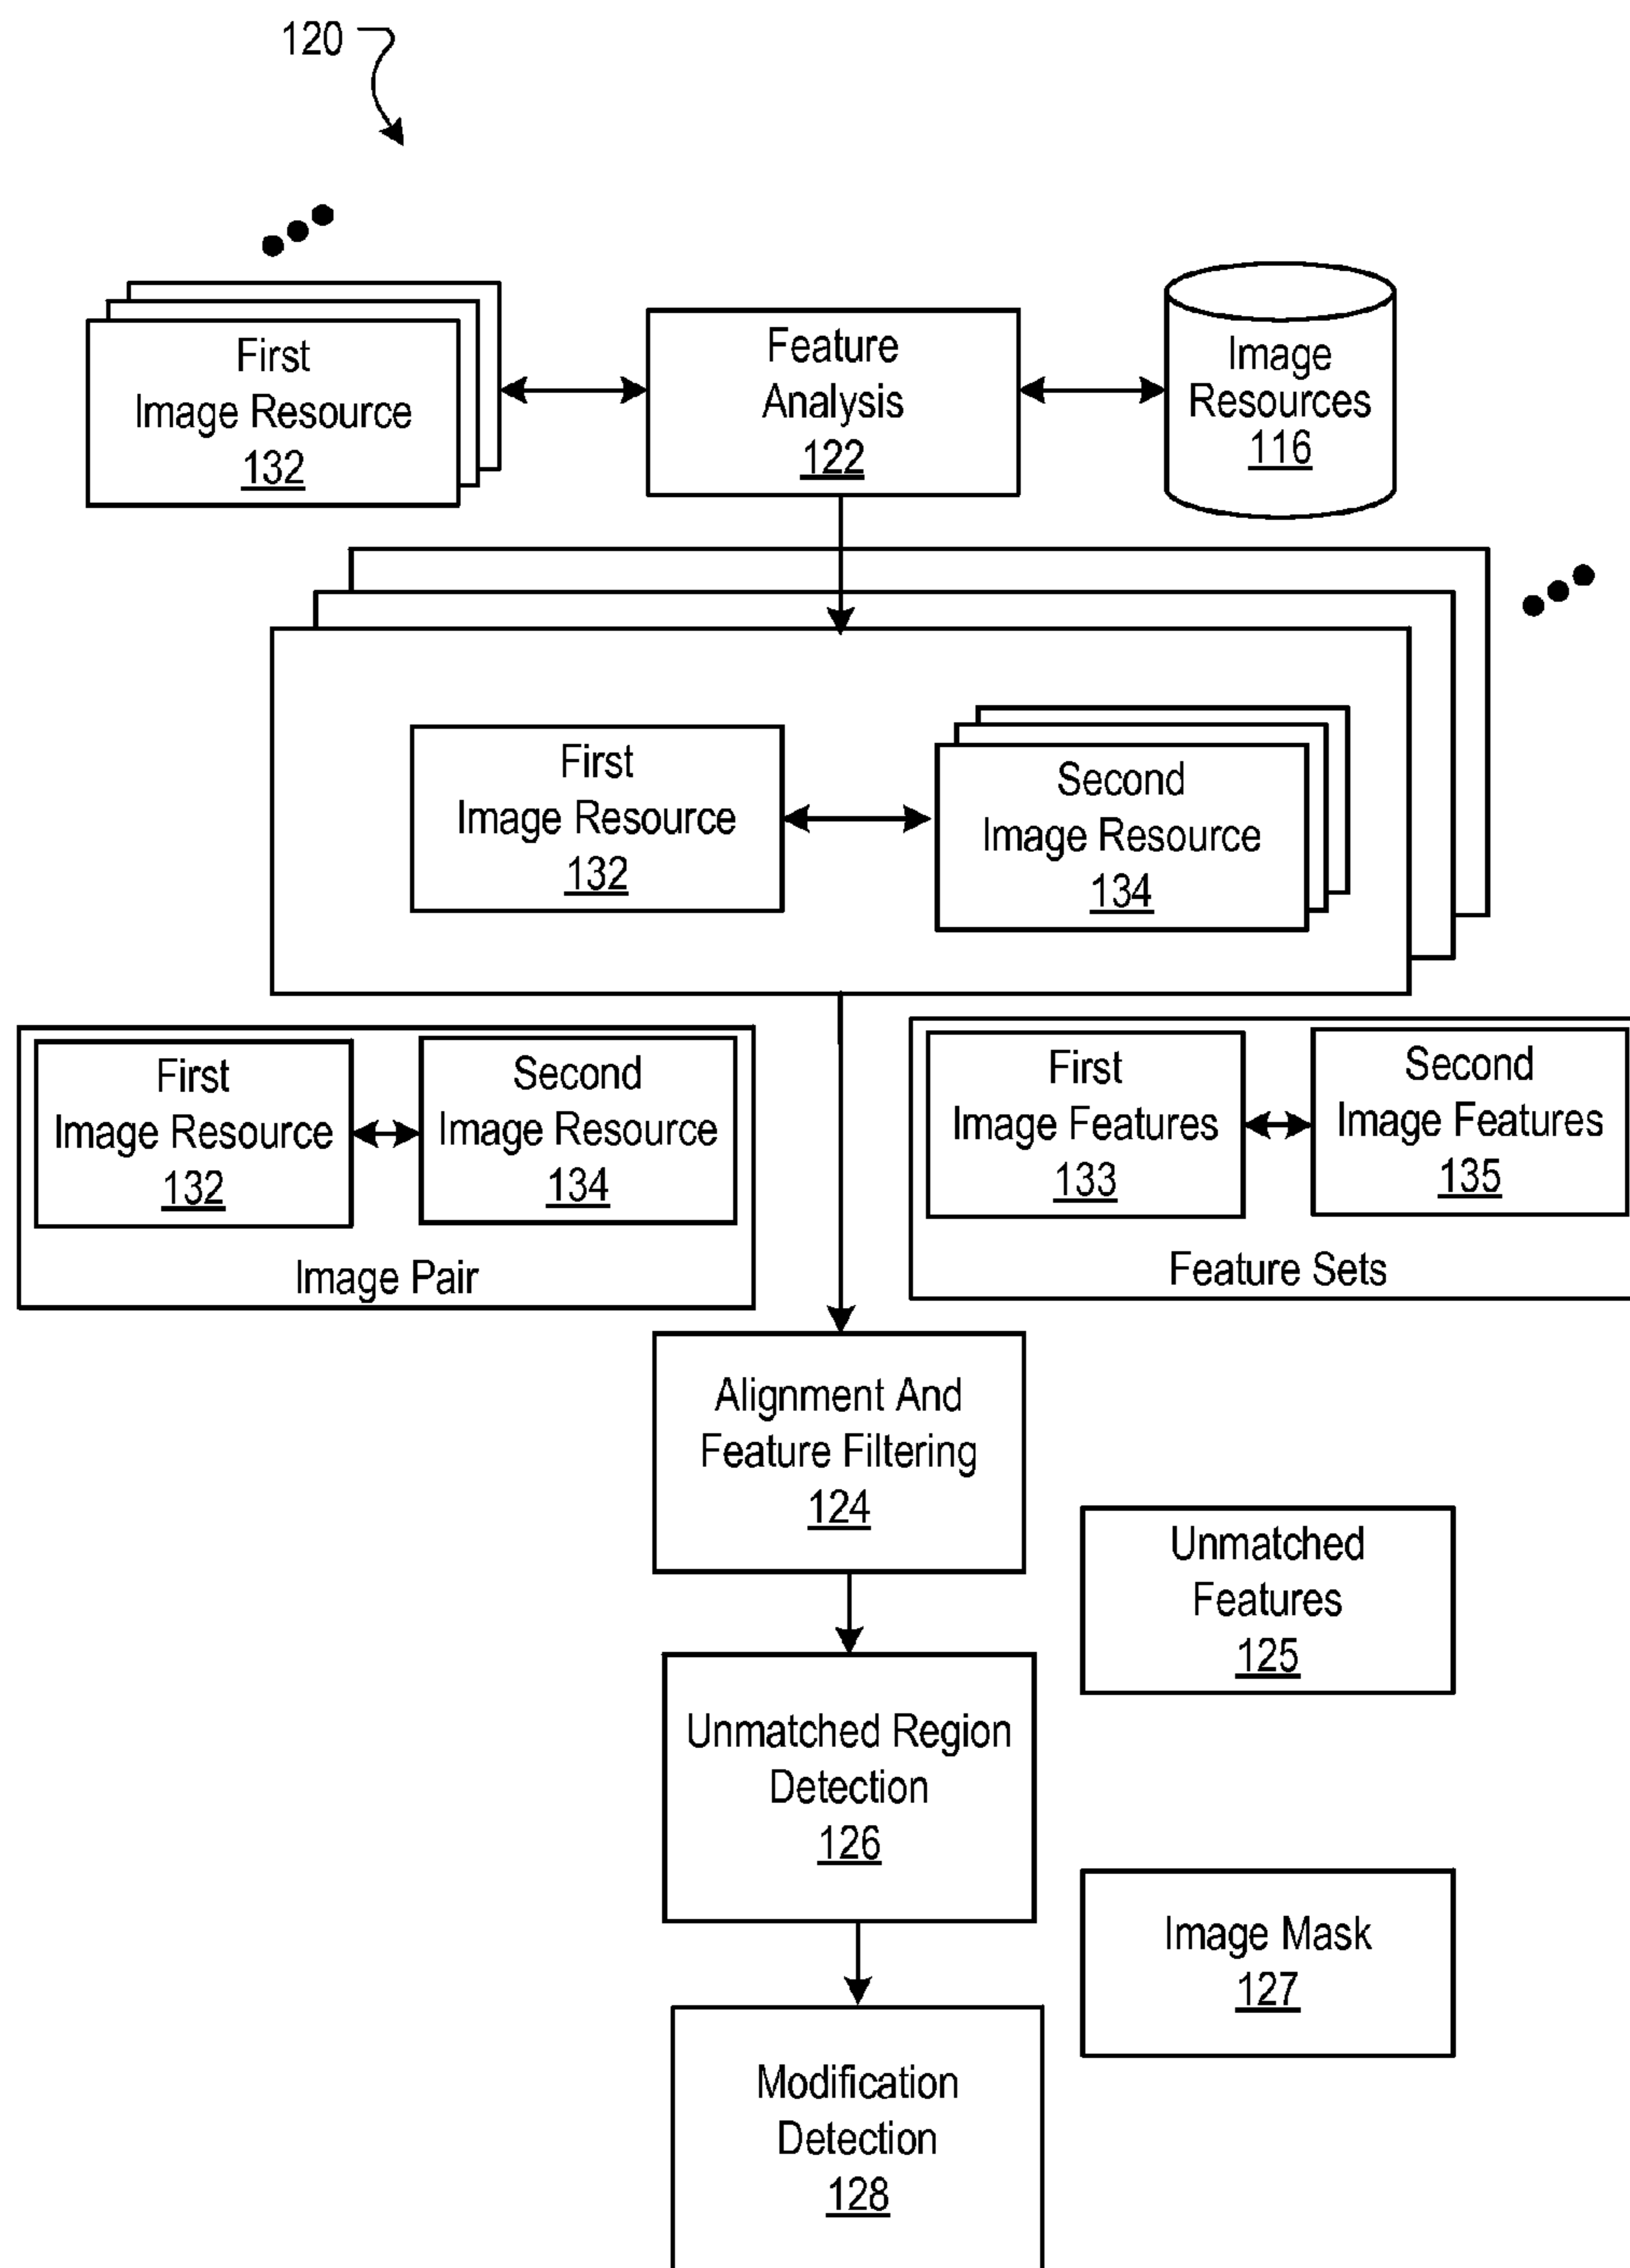 120
First
Image Resource
132
Feature
Analysis
122
Image
Resources
116
First
Image Resource
132
Second
Image Resource
134
First
Image Resource
132
Second
Image Resource
134
Image Pair
First
Image Features
133
Second
Image Features
135
Feature Sets
Alignment And
Feature Filtering
124
Unmatched
Features
125
Unmatched Region
Detection
126
Image Mask
127
Modification
Detection
128